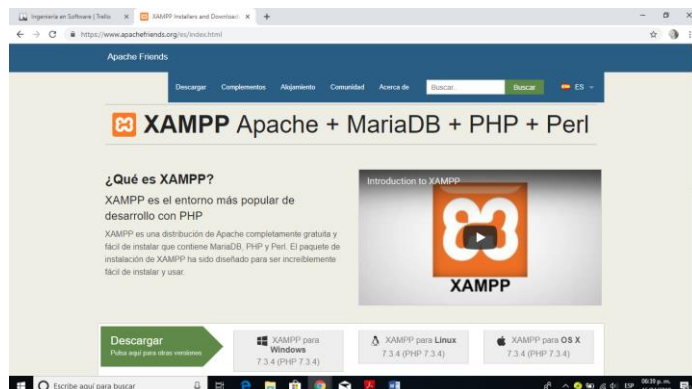 Ingeniería en Software | Trello
XAMPP Installers and Downloads
https://www.apachefriends.org/es/index.html
Apache Friends
Descargar Complementos Alojamiento Comunidad Acerca de Buscar Buscar ES
XAMPP Apache + MariaDB + PHP + Perl
¿Qué es XAMPP?
XAMPP es el entorno más popular de
desarrollo con PHP
XAMPP es una distribución de Apache completamente gratuita y
fácil de instalar que contiene MariaDB, PHP y Perl. El paquete de
instalación de XAMPP ha sido diseñado para ser increíblemente
fácil de instalar y usar.
Introduction to XAMPP
XAMPP
Descargar
Pulsa aquí para otras versiones
XAMPP para
Windows
7.3.4 (PHP 7.3.4)
XAMPP para Linux
7.3.4 (PHP 7.3.4)
XAMPP para OS X
7.3.4 (PHP 7.3.4)
Escribe aquí para buscar
ESP
06:39 p. m.